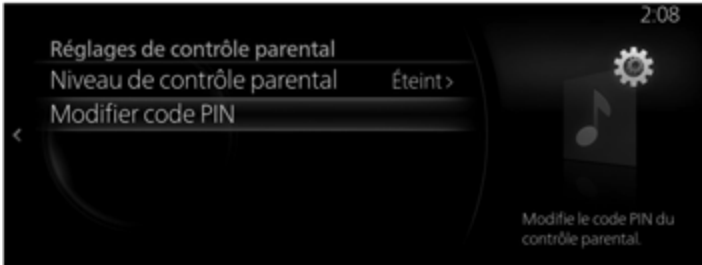 2:08
Réglages de contrôle parental
Niveau de contrôle parental Éteint >
Modifier code PIN
<
Modifie le code PIN du
contrôle parental.